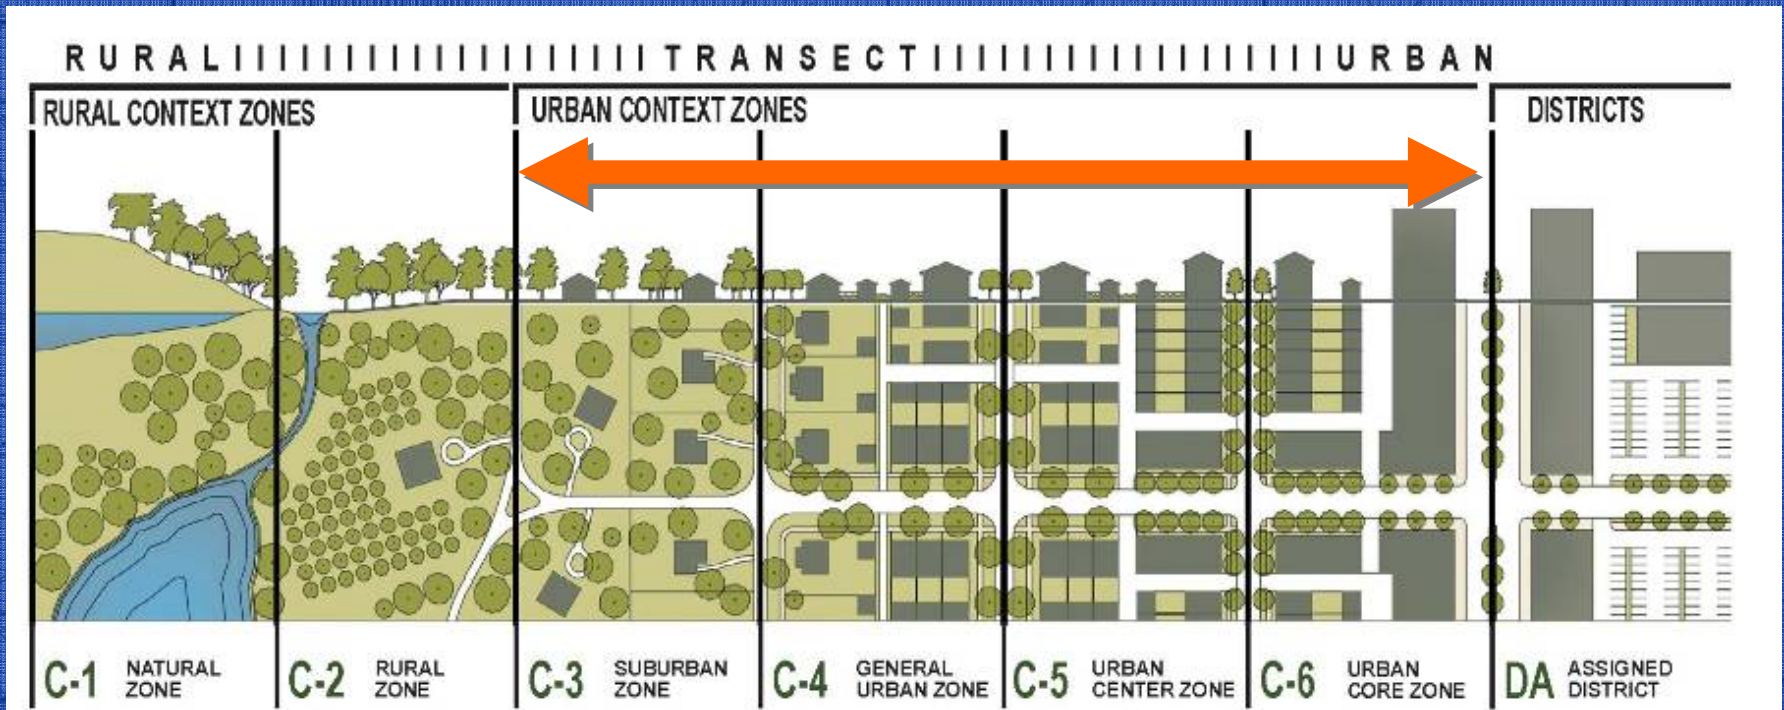 RURAL||||||||||||||||||TRANSECT||||||||||||||||||URBAN
RURAL CONTEXT ZONES
URBAN CONTEXT ZONES
DISTRICTS
C-1 NATURAL
ZONE
C-2 RURAL
ZONE
C-3 SUBURBAN
ZONE
C-4 GENERAL
URBAN ZONE
C-5 URBAN
CENTER ZONE
C-6 URBAN
CORE ZONE
DA ASSIGNED
DISTRICT